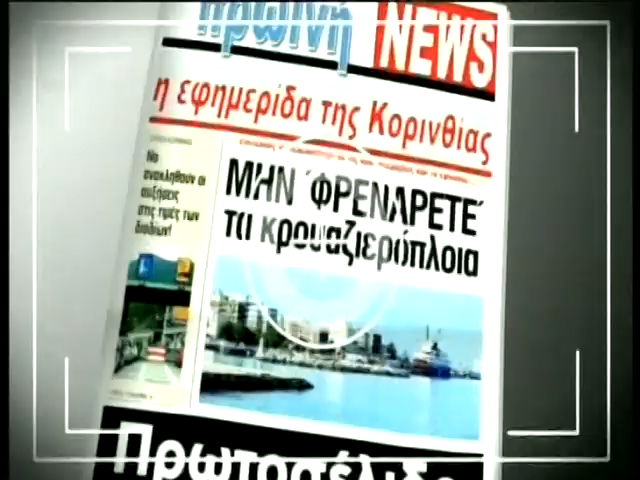 πρωινή NEWS
η εφημερίδα της Κορινθίας
Να
ανακληθούν οι
αυξήσεις
στις τιμές των
διοδίων!
ΜΗΝ 'ΦΡΕΝΑΡΕΤΕ'
τα κρουαζιερόπλοια
Πρωτοσέλιδο